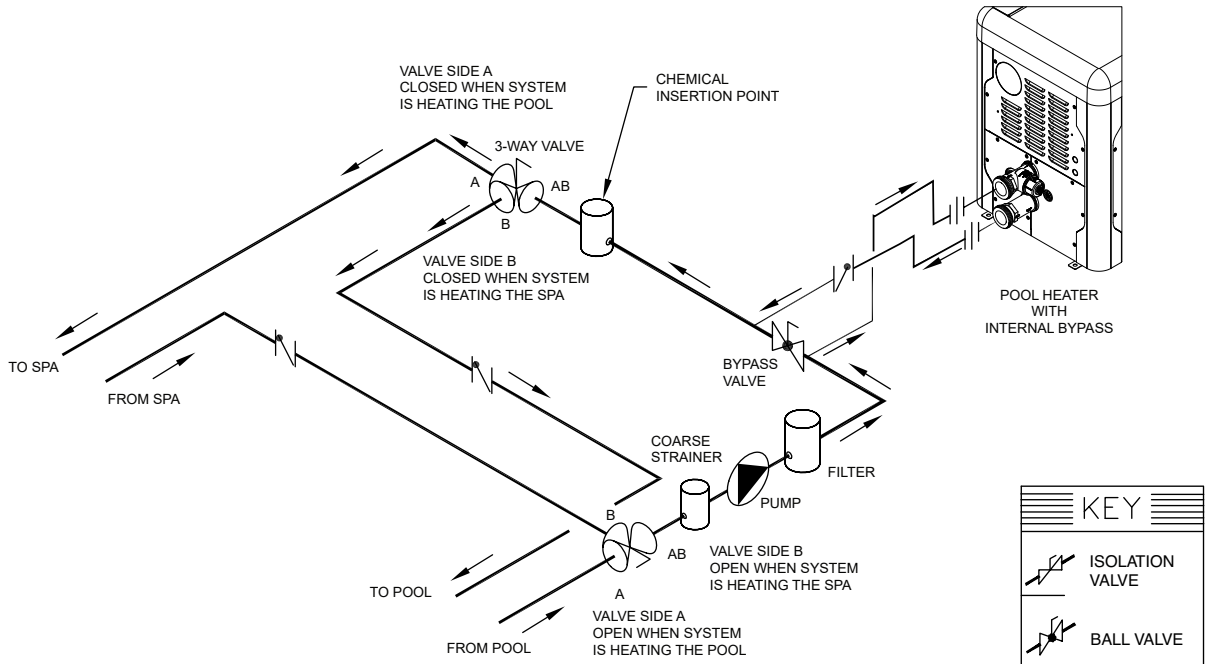 VALVE SIDE A
CLOSED WHEN SYSTEM
IS HEATING THE POOL
CHEMICAL
INSERTION POINT
3-WAY VALVE
A
AB
B
VALVE SIDE B
CLOSED WHEN SYSTEM
IS HEATING THE SPA
POOL HEATER
WITH
INTERNAL BYPASS
TO SPA
FROM SPA
BYPASS
VALVE
COARSE
STRAINER
FILTER
PUMP
B
AB
A
VALVE SIDE B
OPEN WHEN SYSTEM
IS HEATING THE SPA
TO POOL
FROM POOL
VALVE SIDE A
OPEN WHEN SYSTEM
IS HEATING THE POOL
KEY
ISOLATION
VALVE
BALL VALVE